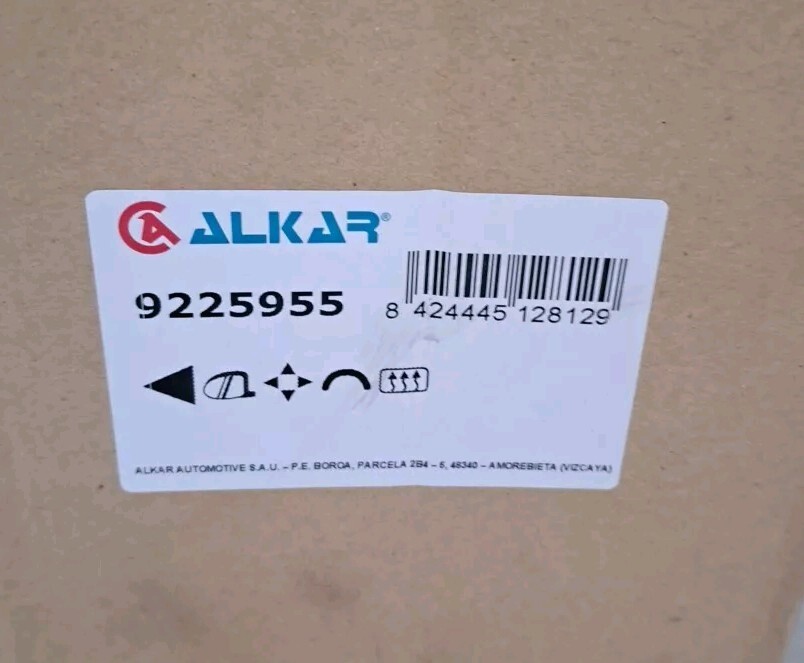 ALKAR®
9225955
8 424445 128129
ALKAR AUTOMOTIVE S.A.U. – P.E. BOROA, PARCELA 2B4 – 5, 48340 – AMOREBIETA (VIZCAYA)